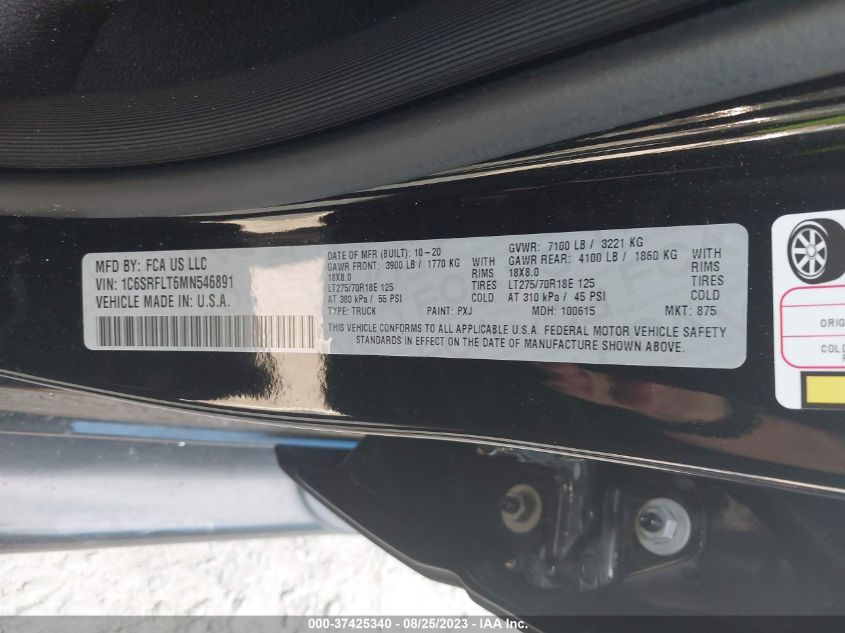 MFD BY: FCA US LLC
VIN: 1C6SRFLT6MN546891
VEHICLE MADE IN: U.S.A.
DATE OF MFR (BUILT): 10-20
GAWR FRONT: 3900 LB / 1770 KG WITH
18X8.0 RIMS
LT275/70R18E 125 TIRES
AT 380 kPa / 55 PSI COLD
TYPE: TRUCK PAINT: PXJ
GVWR: 7100 LB / 3221 KG
GAWR REAR: 4100 LB / 1860 KG WITH
18X8.0 RIMS
LT275/70R18E 125 TIRES
AT 310 kPa / 45 PSI COLD
MDH: 100615 MKT: 875
THIS VEHICLE CONFORMS TO ALL APPLICABLE U.S.A. FEDERAL MOTOR VEHICLE SAFETY
STANDARDS IN EFFECT ON THE DATE OF MANUFACTURE SHOWN ABOVE.
ORIG
COLD
000-37425340 - 08/25/2023 - IAA Inc.